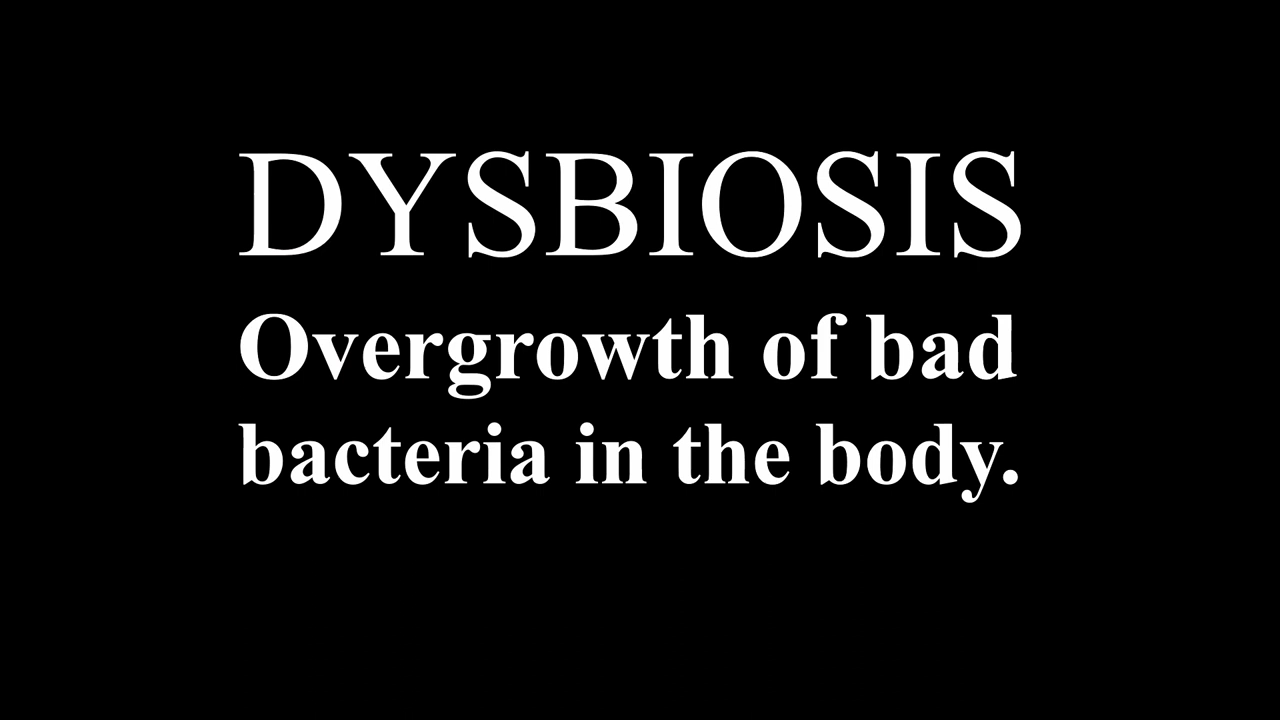 DYSBIOSIS
Overgrowth of bad
bacteria in the body.